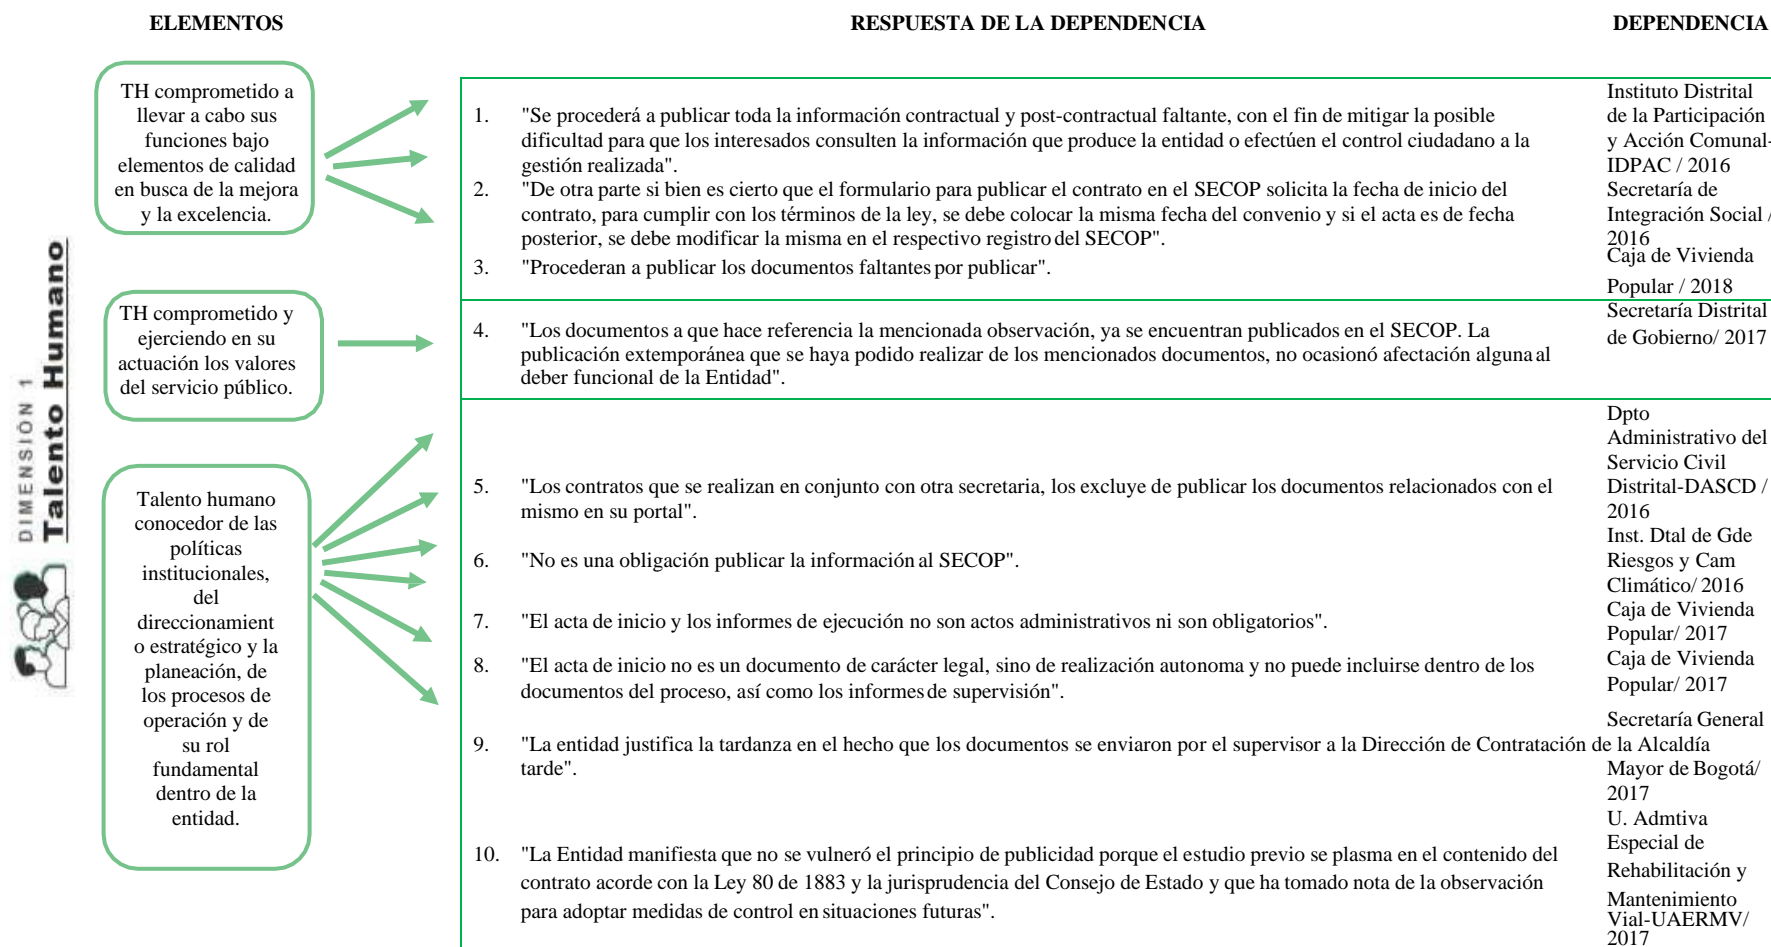 ELEMENTOS
RESPUESTA DE LA DEPENDENCIA
DEPENDENCIA
DIMENSIÓN 1
Talento Humano
TH comprometido a
llevar a cabo sus
funciones bajo
elementos de calidad
en busca de la mejora
y la excelencia.
TH comprometido y
ejerciendo en su
actuación los valores
del servicio público.
Talento humano
conocedor de las
políticas
institucionales,
del
direccionamient
o estratégico y la
planeación, de
los procesos de
operación y de
su rol
fundamental
dentro de la
entidad.
1. "Se procederá a publicar toda la información contractual y post-contractual faltante, con el fin de mitigar la posible
dificultad para que los interesados consulten la información que produce la entidad o efectúen el control ciudadano a la
gestión realizada".
2. "De otra parte si bien es cierto que el formulario para publicar el contrato en el SECOP solicita la fecha de inicio del
contrato, para cumplir con los términos de la ley, se debe colocar la misma fecha del convenio y si el acta es de fecha
posterior, se debe modificar la misma en el respectivo registro del SECOP".
3. "Procederan a publicar los documentos faltantes por publicar".
4. "Los documentos a que hace referencia la mencionada observación, ya se encuentran publicados en el SECOP. La
publicación extemporánea que se haya podido realizar de los mencionados documentos, no ocasionó afectación alguna al
deber funcional de la Entidad".
5. "Los contratos que se realizan en conjunto con otra secretaria, los excluye de publicar los documentos relacionados con el
mismo en su portal".
6. "No es una obligación publicar la información al SECOP".
7. "El acta de inicio y los informes de ejecución no son actos administrativos ni son obligatorios".
8. "El acta de inicio no es un documento de carácter legal, sino de realización autonoma y no puede incluirse dentro de los
documentos del proceso, así como los informes de supervisión".
9. "La entidad justifica la tardanza en el hecho que los documentos se enviaron por el supervisor a la Dirección de Contratación
tarde".
10. "La Entidad manifiesta que no se vulneró el principio de publicidad porque el estudio previo se plasma en el contenido del
contrato acorde con la Ley 80 de 1883 y la jurisprudencia del Consejo de Estado y que ha tomado nota de la observación
para adoptar medidas de control en situaciones futuras".
Instituto Distrital
de la Participación
y Acción Comunal-
IDPAC / 2016
Secretaría de
Integración Social /
2016
Caja de Vivienda
Popular / 2018
Secretaría Distrital
de Gobierno/ 2017
Dpto
Administrativo del
Servicio Civil
Distrital-DASCD /
2016
Inst. Dtal de Gde
Riesgos y Cam
Climático/ 2016
Caja de Vivienda
Popular/ 2017
Caja de Vivienda
Popular/ 2017
Secretaría General
de la Alcaldía
Mayor de Bogotá/
2017
U. Admtiva
Especial de
Rehabilitación y
Mantenimiento
Vial-UAERMV/
2017